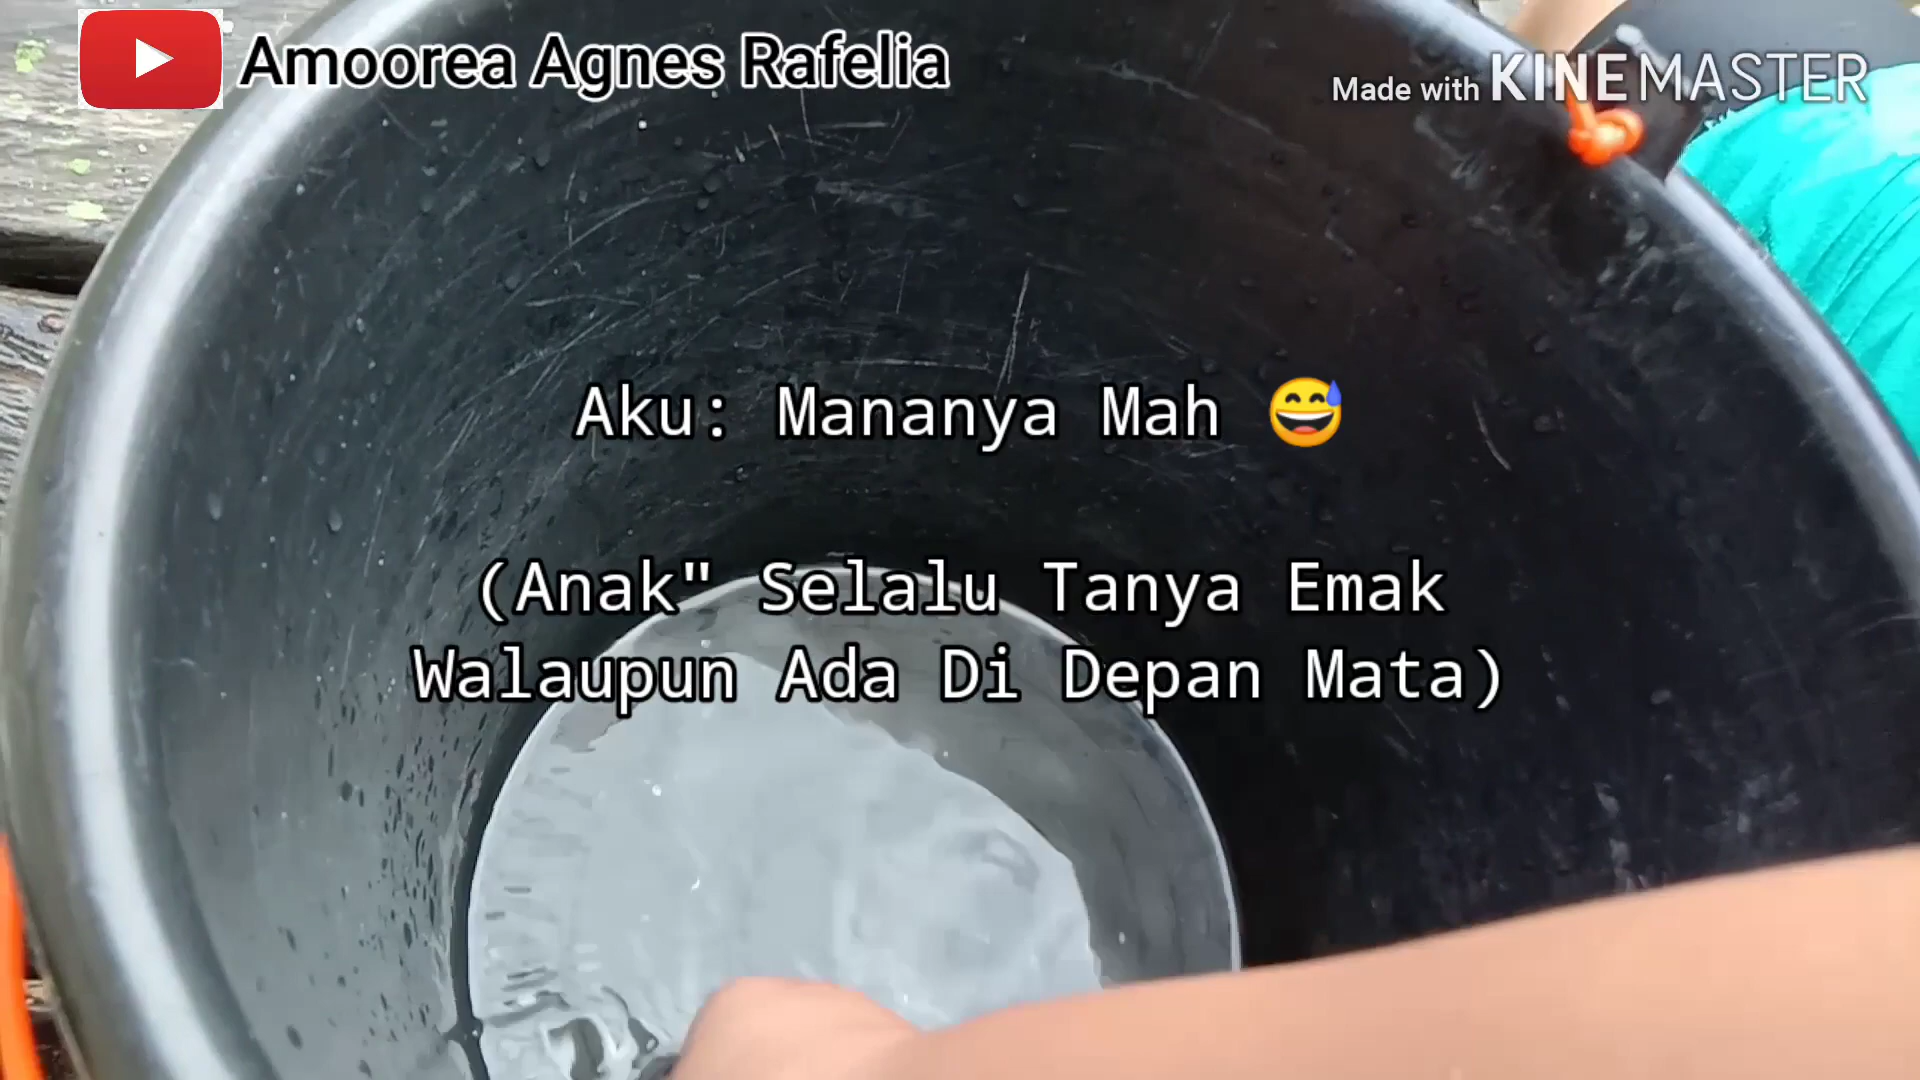 Amoorea Agnes Rafelia
Made with KINEMASTER
Aku: Mananya Mah 😅
(Anak" Selalu Tanya Emak
Walaupun Ada Di Depan Mata)